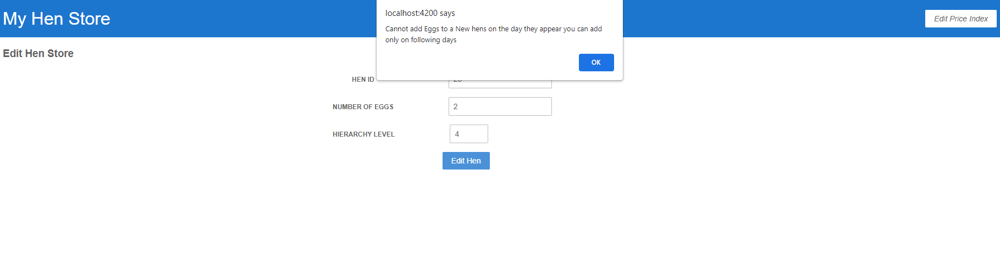 My Hen Store
localhost:4200 says
Cannot add Eggs to a New hens on the day they appear you can add
only on following days
OK
Edit Price Index
Edit Hen Store
HEN ID
NUMBER OF EGGS
2
HIERARCHY LEVEL
4
Edit Hen